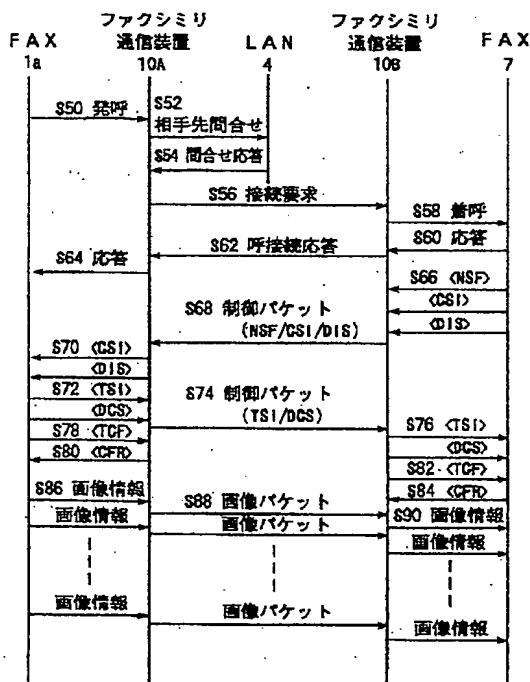 ファクシミリ ファクシミリ
FAX 通信装置 LAN 通信装置 FAX
1a 10A 4 10B 7
S50 発呼
S52
相手先問合せ
S54 問合せ応答
S56 接続要求
S58 着呼
S60 応答
S62 呼接続応答
S64 応答
S66 <NSF>
<CSI>
<DIS>
S68 制御パケット
(NSF/CSI/DIS)
S70 <CSI>
<DIS>
S72 <TSI>
<DCS>
S74 制御パケット
(TSI/DCS)
S76 <TSI>
<DCS>
S78 <TCF>
S80 <CFR>
S82 <TCF>
S84 <CFR>
S86 画像情報
S88 画像パケット
S90 画像情報
画像情報
画像パケット
画像情報
画像情報
画像パケット
画像情報